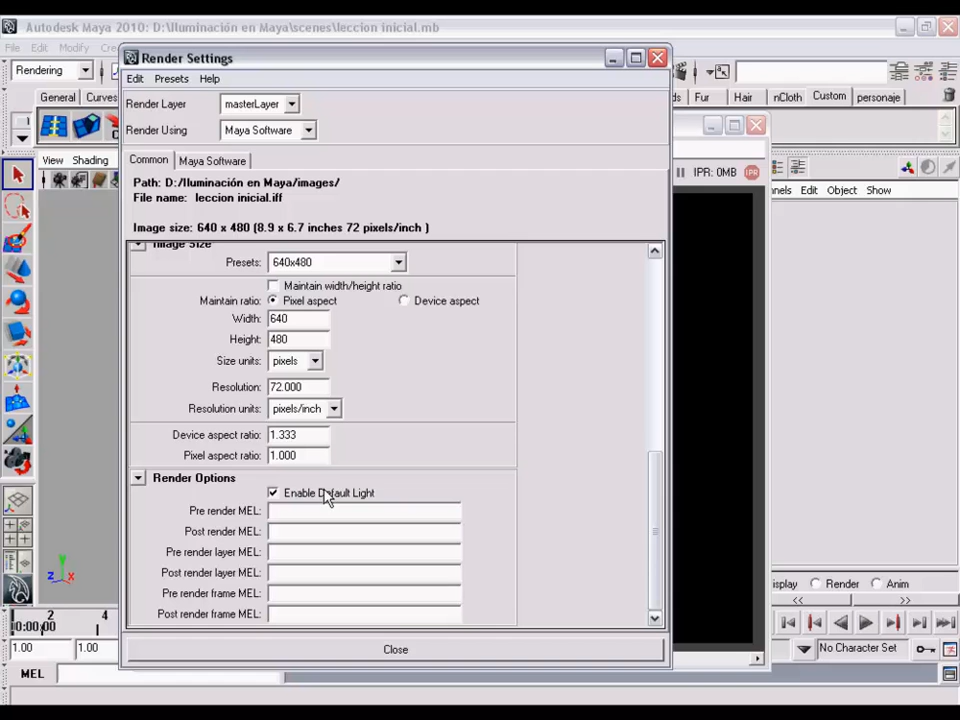 Autodesk Maya 2010: D:\Iluminación en Maya\scenes\leccion inicial.mb
File Edit Modify
Render Settings
Rendering
Edit Presets Help
General Curves
Fur Hair nCloth Custom personaje
Render Layer masterLayer
Render Using Maya Software
View Shading
Common Maya Software
IPR: 0MB
Path: D:/Iluminación en Maya/images/
File name: leccion inicial.iff
Edit Object Show
Image size: 640 x 480 (8.9 x 6.7 inches 72 pixels/inch )
Image Size
Presets: 640x480
Maintain width/height ratio
Maintain ratio: Pixel aspect Device aspect
Width: 640
Height: 480
Size units: pixels
Resolution: 72.000
Resolution units: pixels/inch
Device aspect ratio: 1.333
Pixel aspect ratio: 1.000
Render Options
Enable Default Light
Pre render MEL:
Post render MEL:
Pre render layer MEL:
Post render layer MEL:
Pre render frame MEL:
Post render frame MEL:
Render Anim
z Y x
2 4
0:00:00
1.00 1.00
Close
No Character Set
MEL